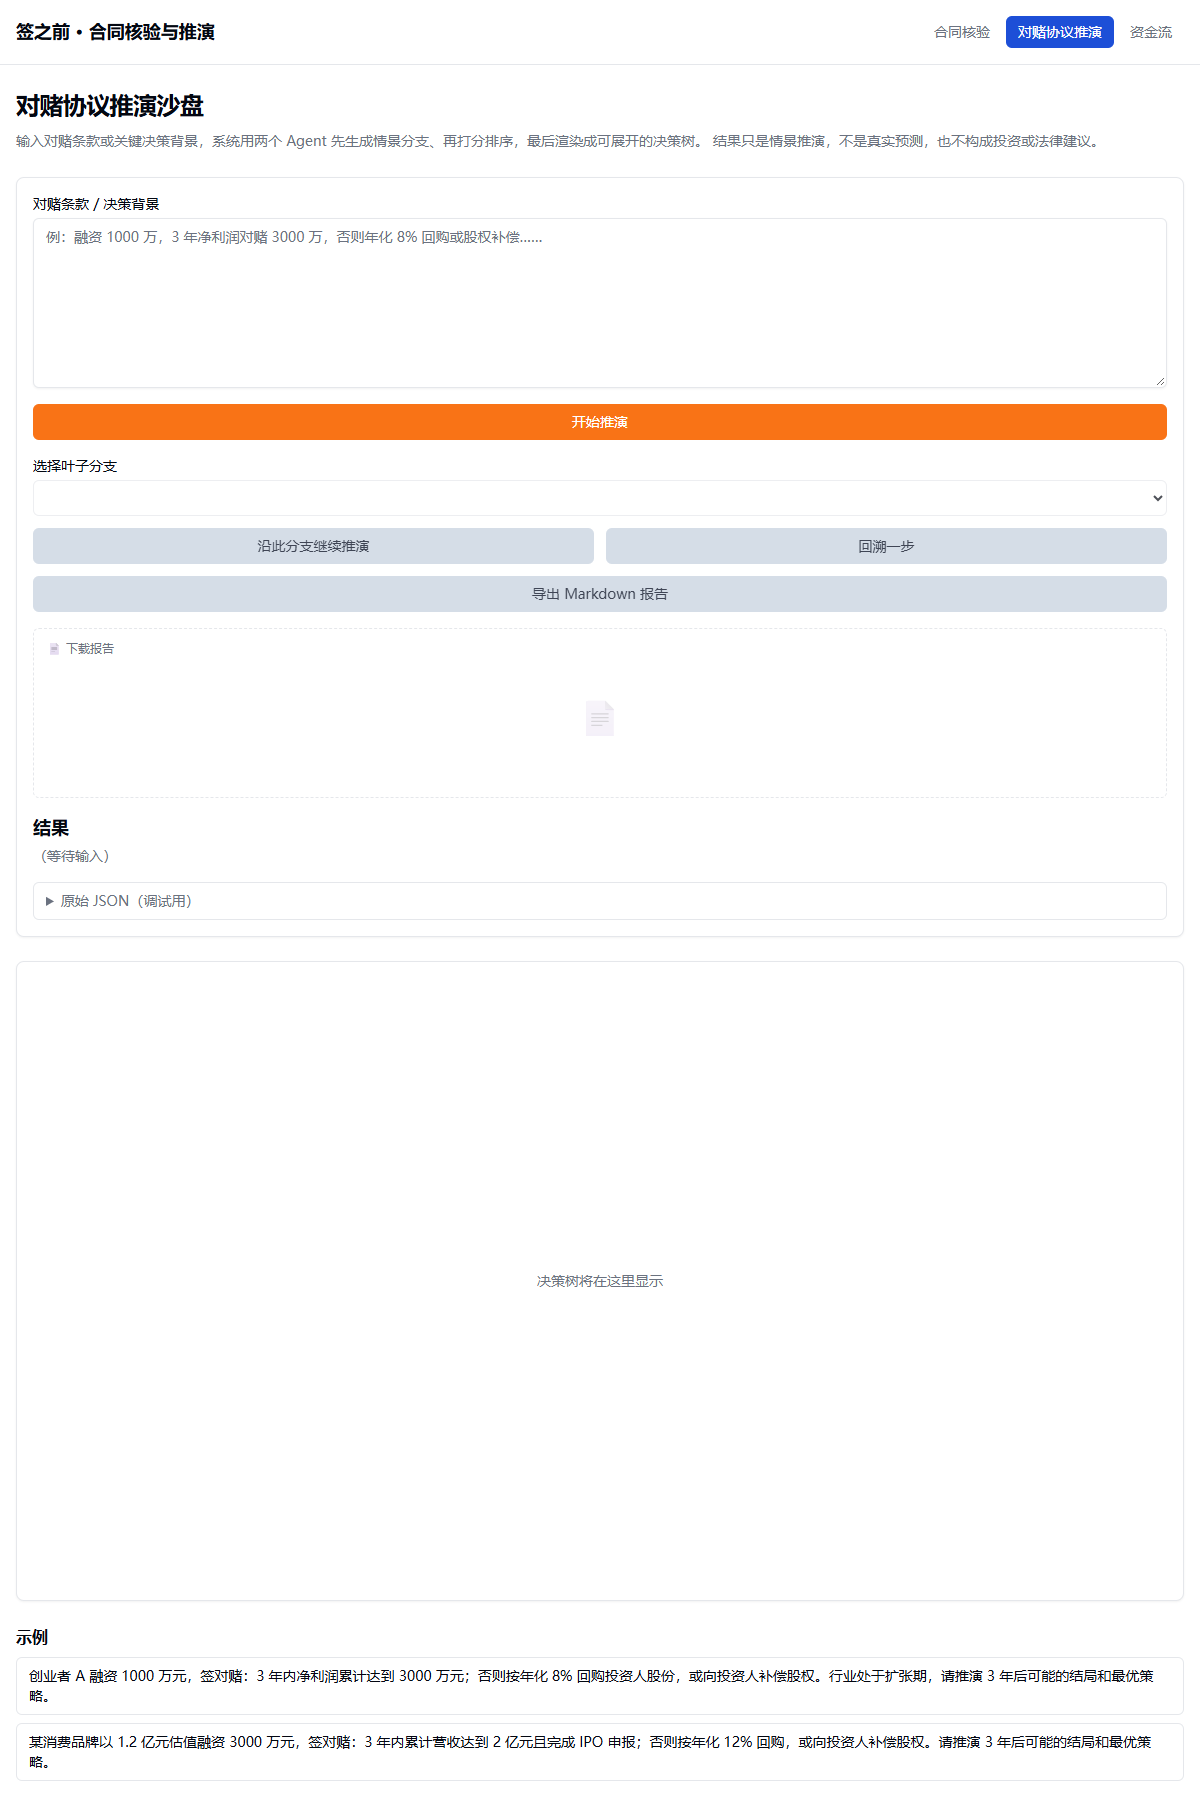 签之前·合同核验与推演
合同核验
对赌协议推演
资金流
对赌协议推演沙盘
输入对赌条款或关键决策背景，系统用两个 Agent 先生成情景分支、再打分排序，最后渲染成可展开的决策树。 结果只是情景推演，不是真实预测，也不构成投资或法律建议。
对赌条款 / 决策背景
例：融资 1000 万，3 年净利润对赌 3000 万，否则年化 8% 回购或股权补偿……
开始推演
选择叶子分支
沿此分支继续推演
回溯一步
导出 Markdown 报告
下载报告
结果
（等待输入）
原始 JSON（调试用）
决策树将在这里显示
示例
创业者 A 融资 1000 万元，签对赌：3 年内净利润累计达到 3000 万元；否则按年化 8% 回购投资人股份，或向投资人补偿股权。行业处于扩张期，请推演 3 年后可能的结局和最优策
略。
某消费品牌以 1.2 亿元估值融资 3000 万元，签对赌：3 年内累计营收达到 2 亿元且完成 IPO 申报；否则按年化 12% 回购，或向投资人补偿股权。请推演 3 年后可能的结局和最优策
略。